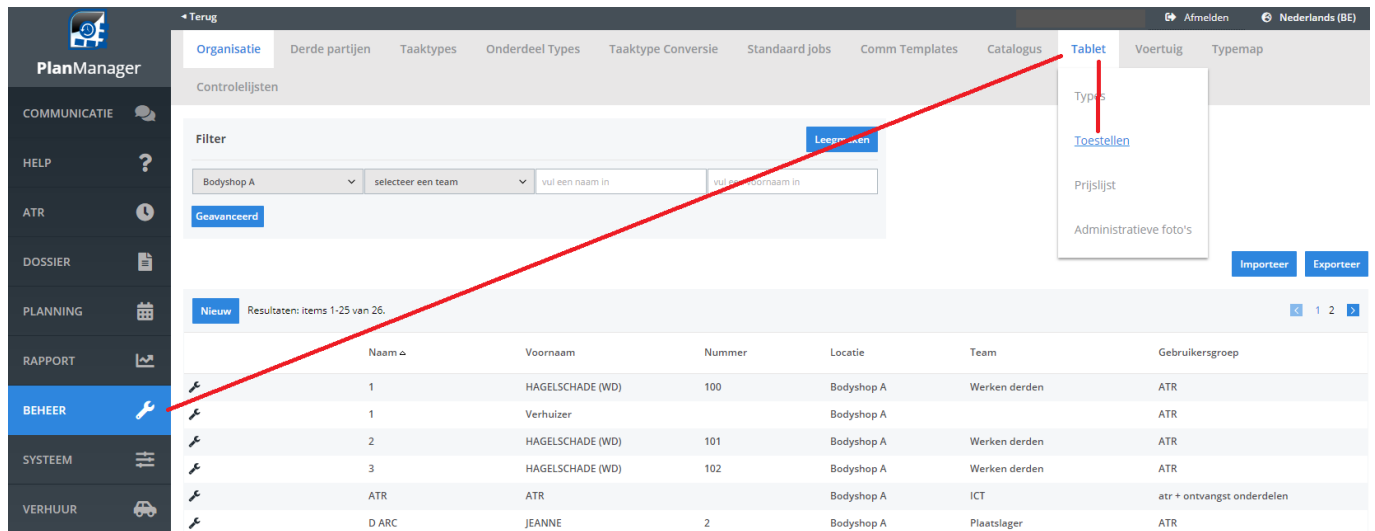 ◂ Terug
Afmelden
Nederlands (BE)
PlanManager
Organisatie Derde partijen Taaktypes Onderdeel Types Taaktype Conversie Standaard jobs Comm Templates Catalogus Tablet Voertuig Typemap
Controlelijsten
Types
Toestellen
Prijslijst
Administratieve foto's
COMMUNICATIE
HELP
ATR
DOSSIER
PLANNING
RAPPORT
BEHEER
SYSTEEM
VERHUUR
Filter
Leegmaken
Bodyshop A selecteer een team vul een naam in vul een voornaam in
Geavanceerd
Importeer Exporteer
Nieuw Resultaten: items 1-25 van 26. 1 2
Naam Voornaam Nummer Locatie Team Gebruikersgroep
1 HAGELSCHADE (WD) 100 Bodyshop A Werken derden ATR
1 Verhuizer Bodyshop A ATR
2 HAGELSCHADE (WD) 101 Bodyshop A Werken derden ATR
3 HAGELSCHADE (WD) 102 Bodyshop A Werken derden ATR
ATR ATR Bodyshop A ICT atr + ontvangst onderdelen
D ARC JEANNE 2 Bodyshop A Plaatslager ATR